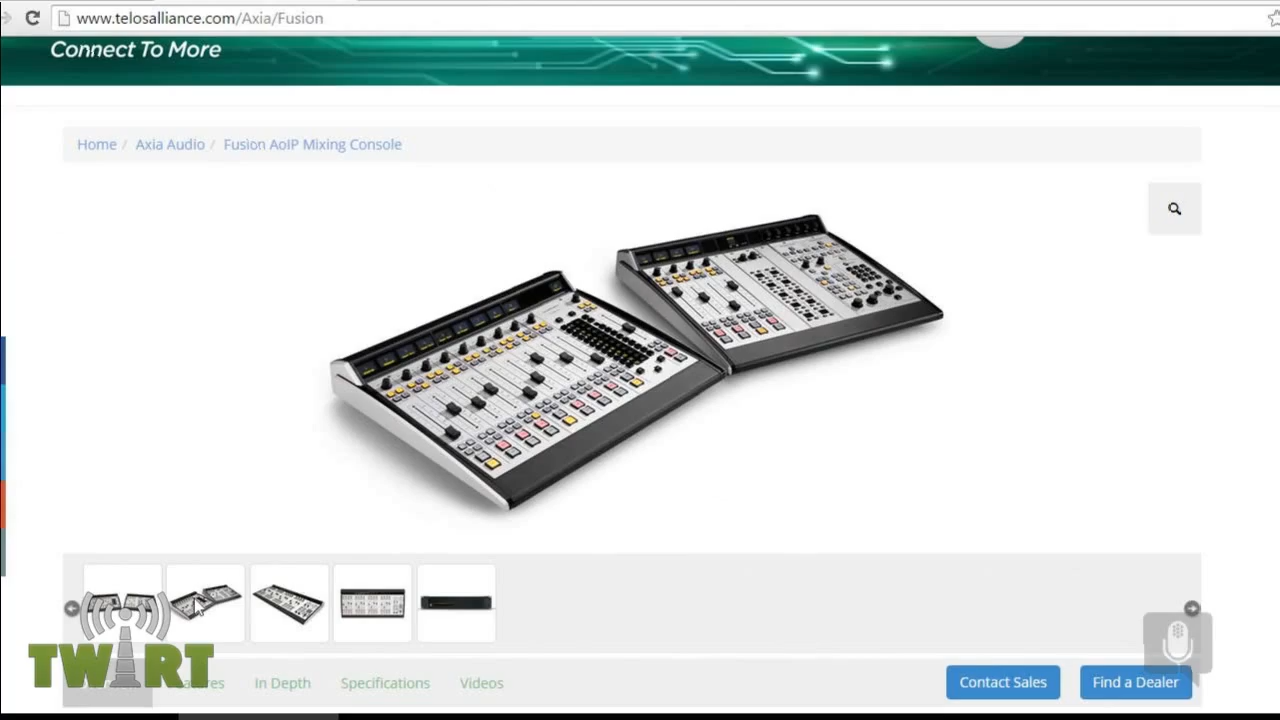 www.telosalliance.com/Axia/Fusion
Connect To More
Home / Axia Audio / Fusion AoIP Mixing Console
TWiRT
In Depth
Specifications
Videos
Contact Sales
Find a Dealer